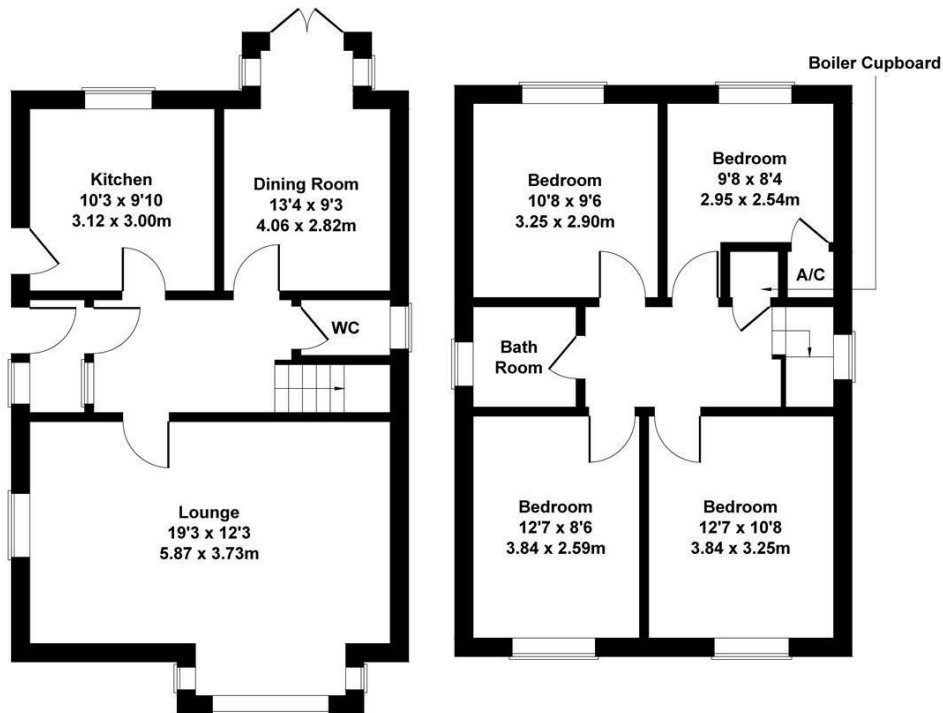 Kitchen
10'3 x 9'10
3.12 x 3.00m
Dining Room
13'4 x 9'3
4.06 x 2.82m
WC
Lounge
19'3 x 12'3
5.87 x 3.73m
Boiler Cupboard
Bedroom
10'8 x 9'6
3.25 x 2.90m
Bedroom
9'8 x 8'4
2.95 x 2.54m
A/C
Bath
Room
Bedroom
12'7 x 8'6
3.84 x 2.59m
Bedroom
12'7 x 10'8
3.84 x 3.25m